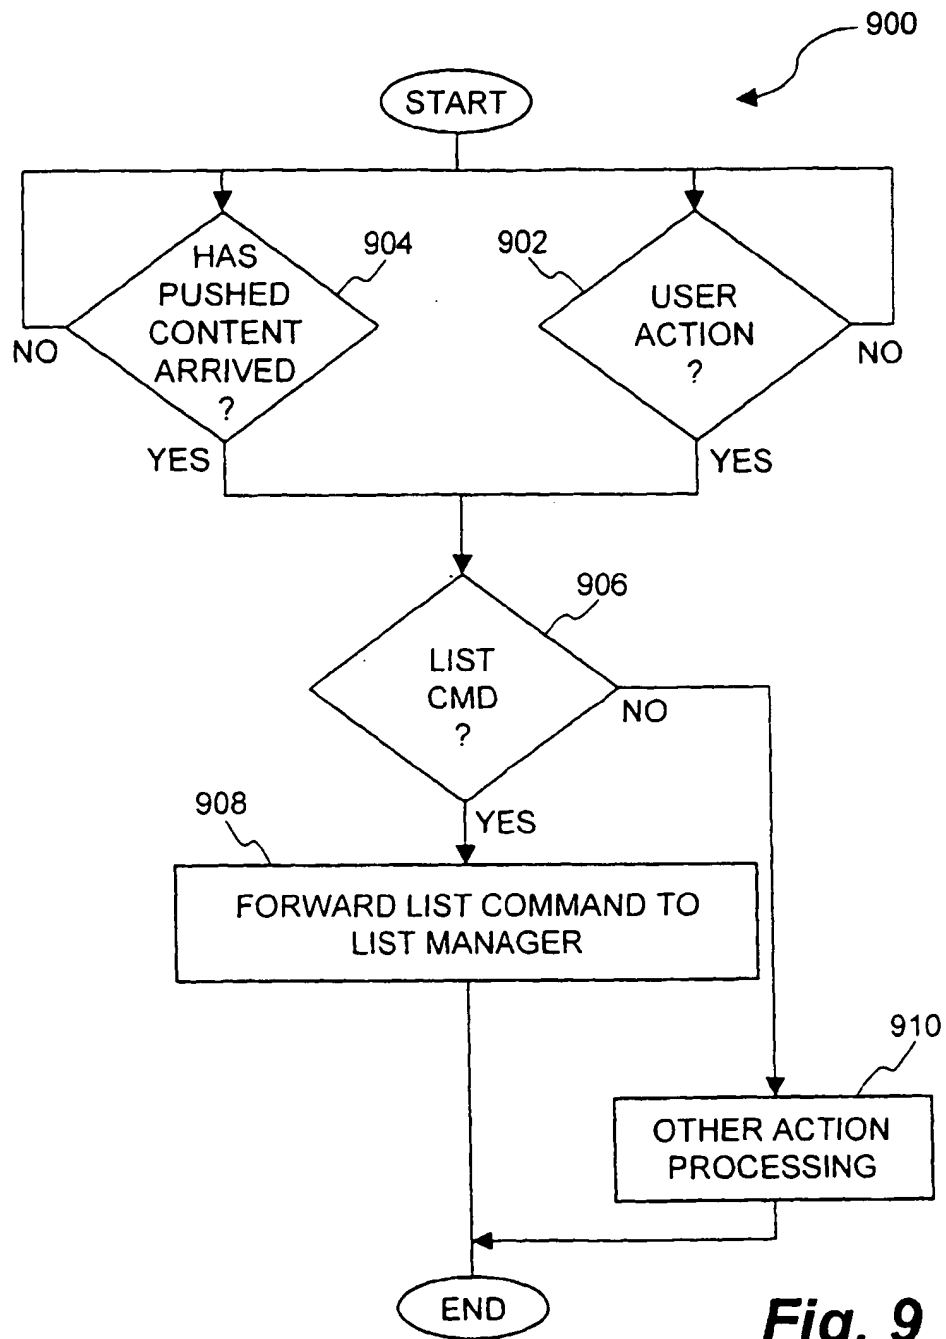 900
START
904
HAS
PUSHED
CONTENT
ARRIVED
?
NO
YES
902
USER
ACTION
?
NO
YES
906
LIST
CMD
?
NO
YES
908
FORWARD LIST COMMAND TO
LIST MANAGER
910
OTHER ACTION
PROCESSING
END
Fig. 9